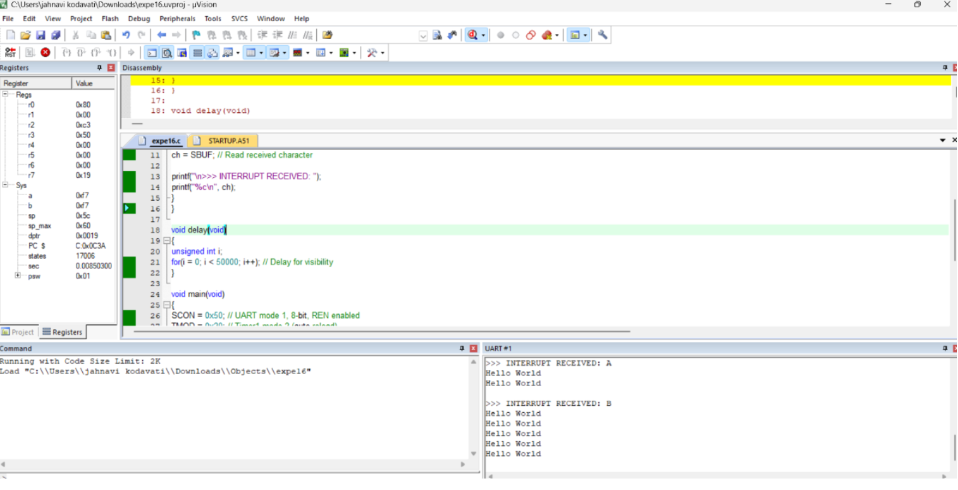 C:\Users\jahnavi kodavati\Downloads\expe16.uvproj - µVision
File Edit View Project Flash Debug Peripherals Tools SVCS Window Help
RST
Registers
Register Value
Regs
r0 0x80
r1 0x00
r2 0xc3
r3 0x50
r4 0x00
r5 0x00
r6 0x00
r7 0x19
Sys
a 0xf7
b 0xf7
sp 0x5c
sp_max 0x60
dptr 0x0019
PC $ C:0x0C3A
states 17006
sec 0.00850300
psw 0x01
Project Registers
Disassembly
15: }
16: }
17:
18: void delay(void)
expe16.c STARTUP.A51
11 ch = SBUF; // Read received character
12
13 printf("\n>>> INTERRUPT RECEIVED: ");
14 printf("%c\n", ch);
15 }
16 }
17
18 void delay(void)
19 {
20 unsigned int i;
21 for(i = 0; i < 50000; i++); // Delay for visibility
22 }
23
24 void main(void)
25 {
26 SCON = 0x50; // UART mode 1, 8-bit, REN enabled
Command
Running with Code Size Limit: 2K
Load "C:\\Users\\jahnavi kodavati\\Downloads\\Objects\\expe16"
>
UART #1
>>> INTERRUPT RECEIVED: A
Hello World
Hello World
>>> INTERRUPT RECEIVED: B
Hello World
Hello World
Hello World
Hello World
Hello World